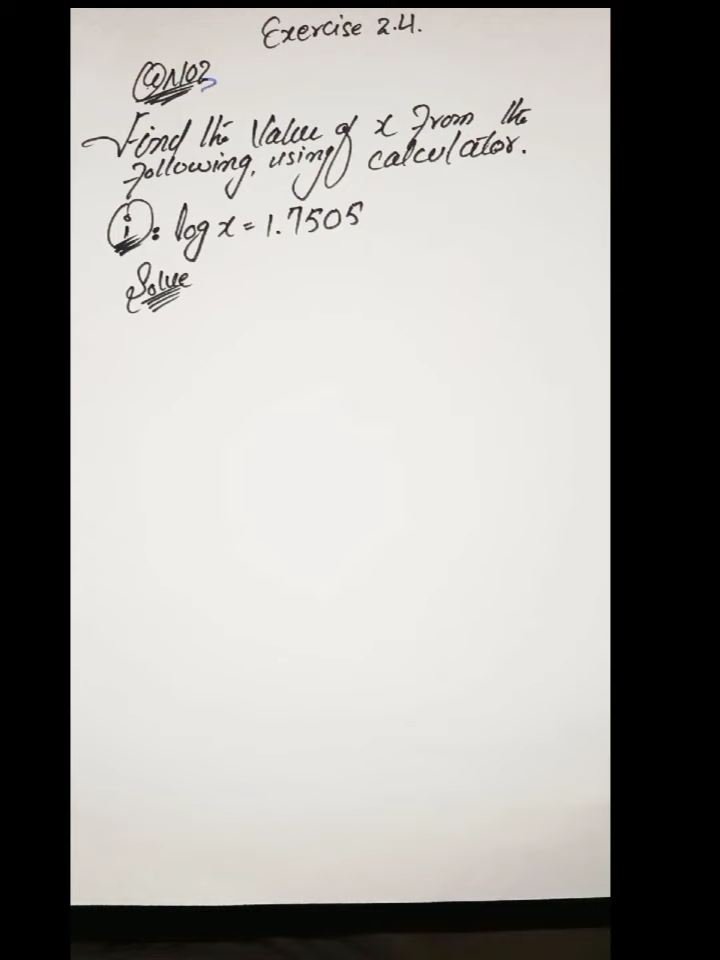 Exercise 2.4.
Q.No2
Find the Value of x From the
Following, using calculator.
(i): log x = 1.7505
Solve